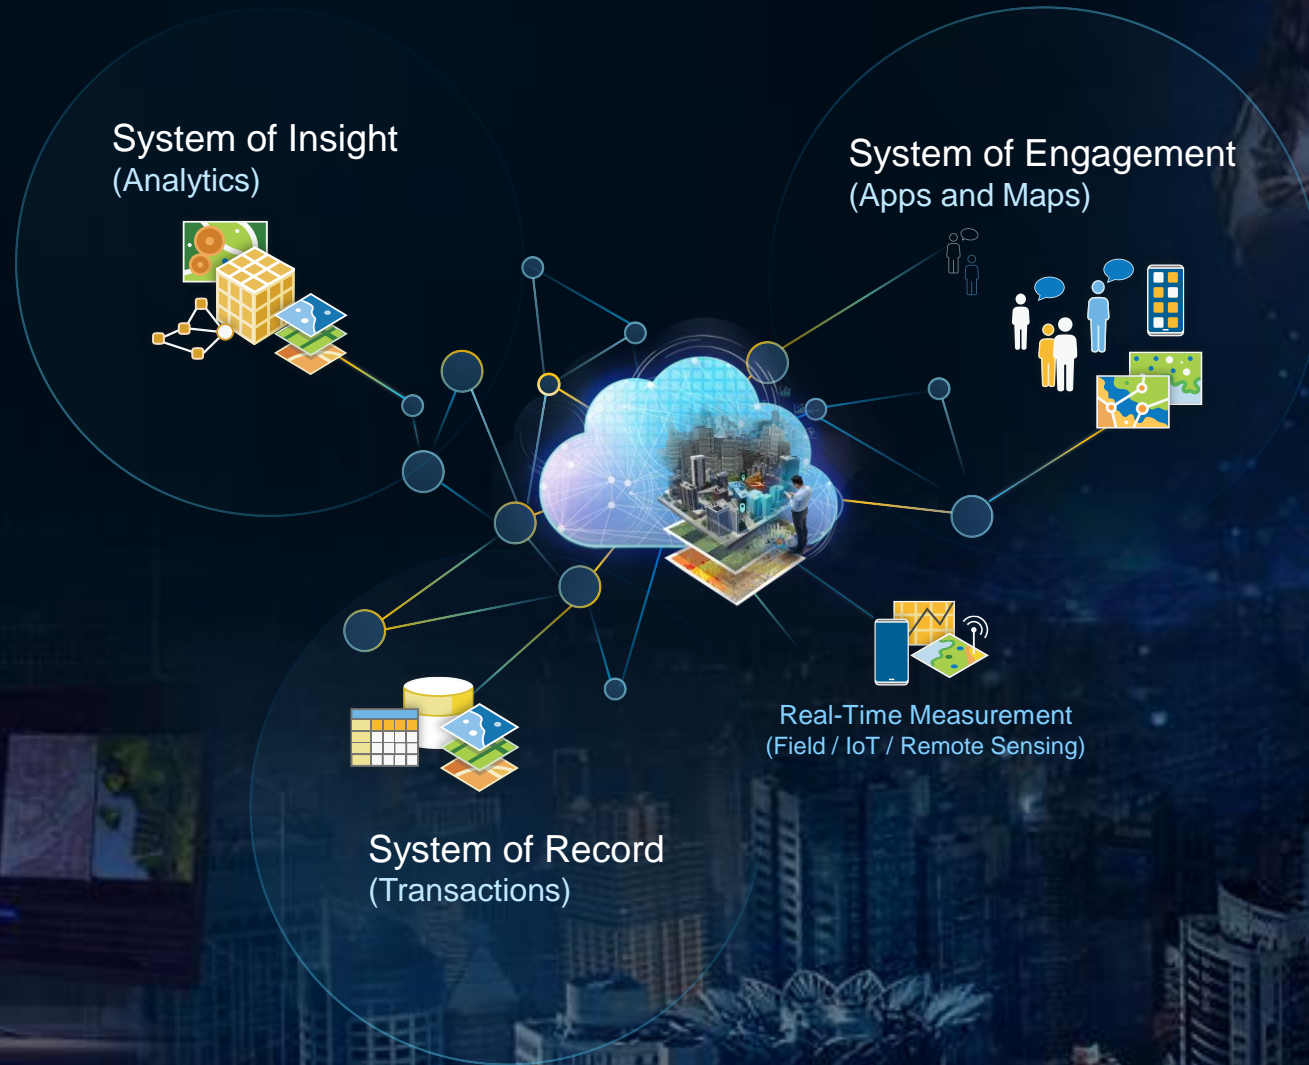 System of Insight
(Analytics)
System of Engagement
(Apps and Maps)
Real-Time Measurement
(Field / IoT / Remote Sensing)
System of Record
(Transactions)